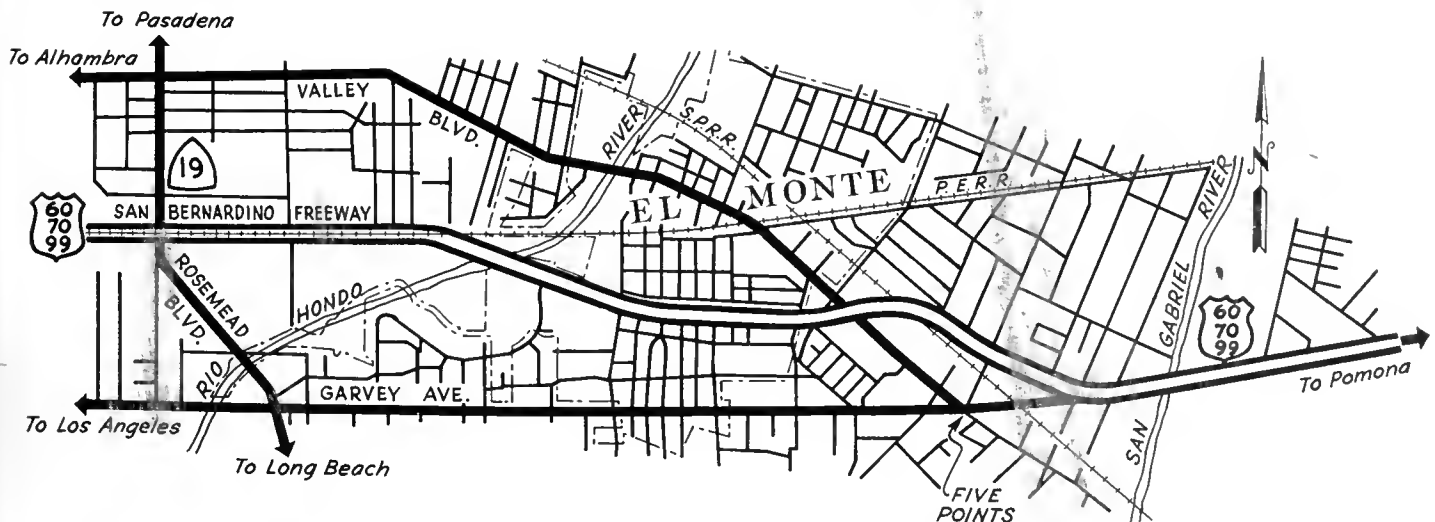 To Pasadena
To Alhambra
VALLEY
BLVD.
RIVER
S.P.R.R.
19
EL MONTE
P.E.R.R.
N
60
70
99
SAN BERNARDINO FREEWAY
ROSEMEAD
BLVD.
RIO HONDO
SAN GABRIEL RIVER
60
70
99
GARVEY AVE.
To Pomona
To Los Angeles
To Long Beach
FIVE
POINTS